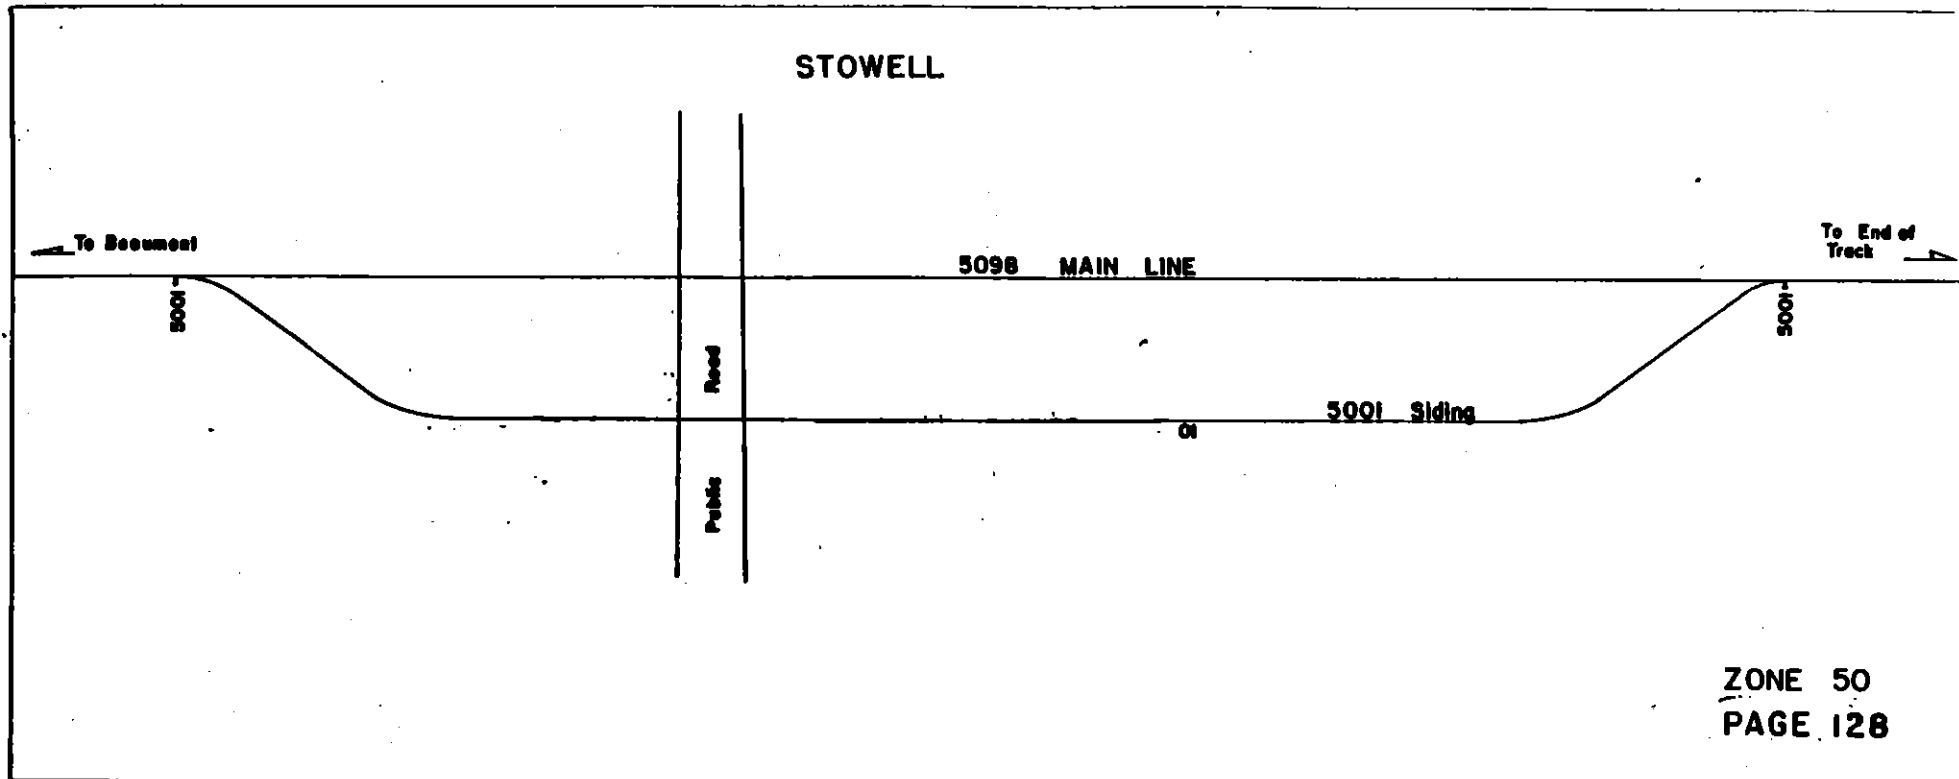 STOWELL
To Beaumont
To End of
Track
5098 MAIN LINE
5001
5001
Public Road
5001 Siding
01
ZONE 50
PAGE 128